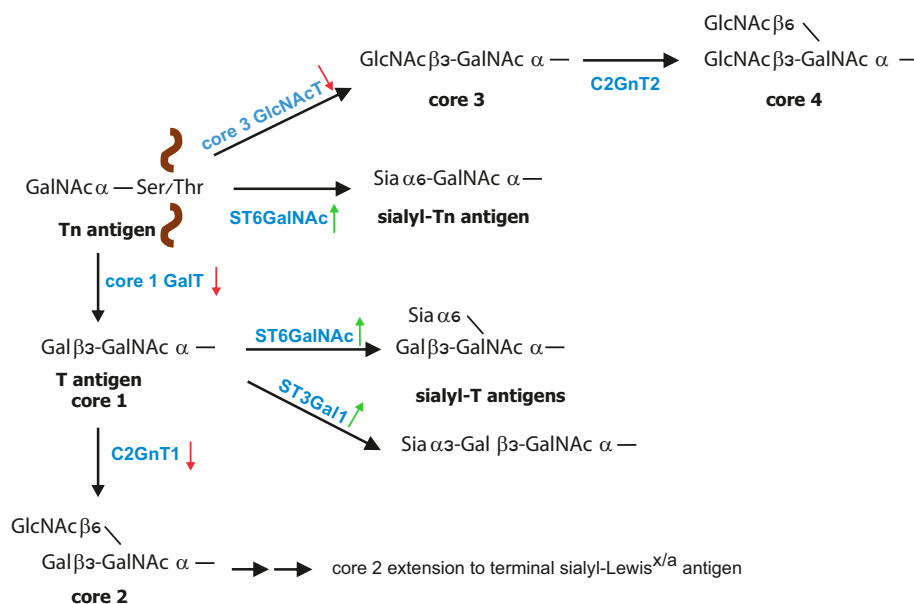 GlcNAcβ6
GlcNAcβ3-GalNAc α —
core 3
core 3 GlcNAcT
C2GnT2
GlcNAcβ3-GalNAc α —
core 4
GalNAcα — Ser/Thr
Tn antigen
ST6GalNAc
Sia α6-GalNAc α—
sialyl-Tn antigen
core 1 GalT
Galβ3-GalNAc α —
T antigen
core 1
ST6GalNAc
Sia α6
Galβ3-GalNAc α—
sialyl-T antigens
ST3Gal1
Sia α3-Gal β3-GalNAc α —
C2GnT1
GlcNAcβ6
Galβ3-GalNAc α —
core 2
core 2 extension to terminal sialyl-Lewis^x/a antigen